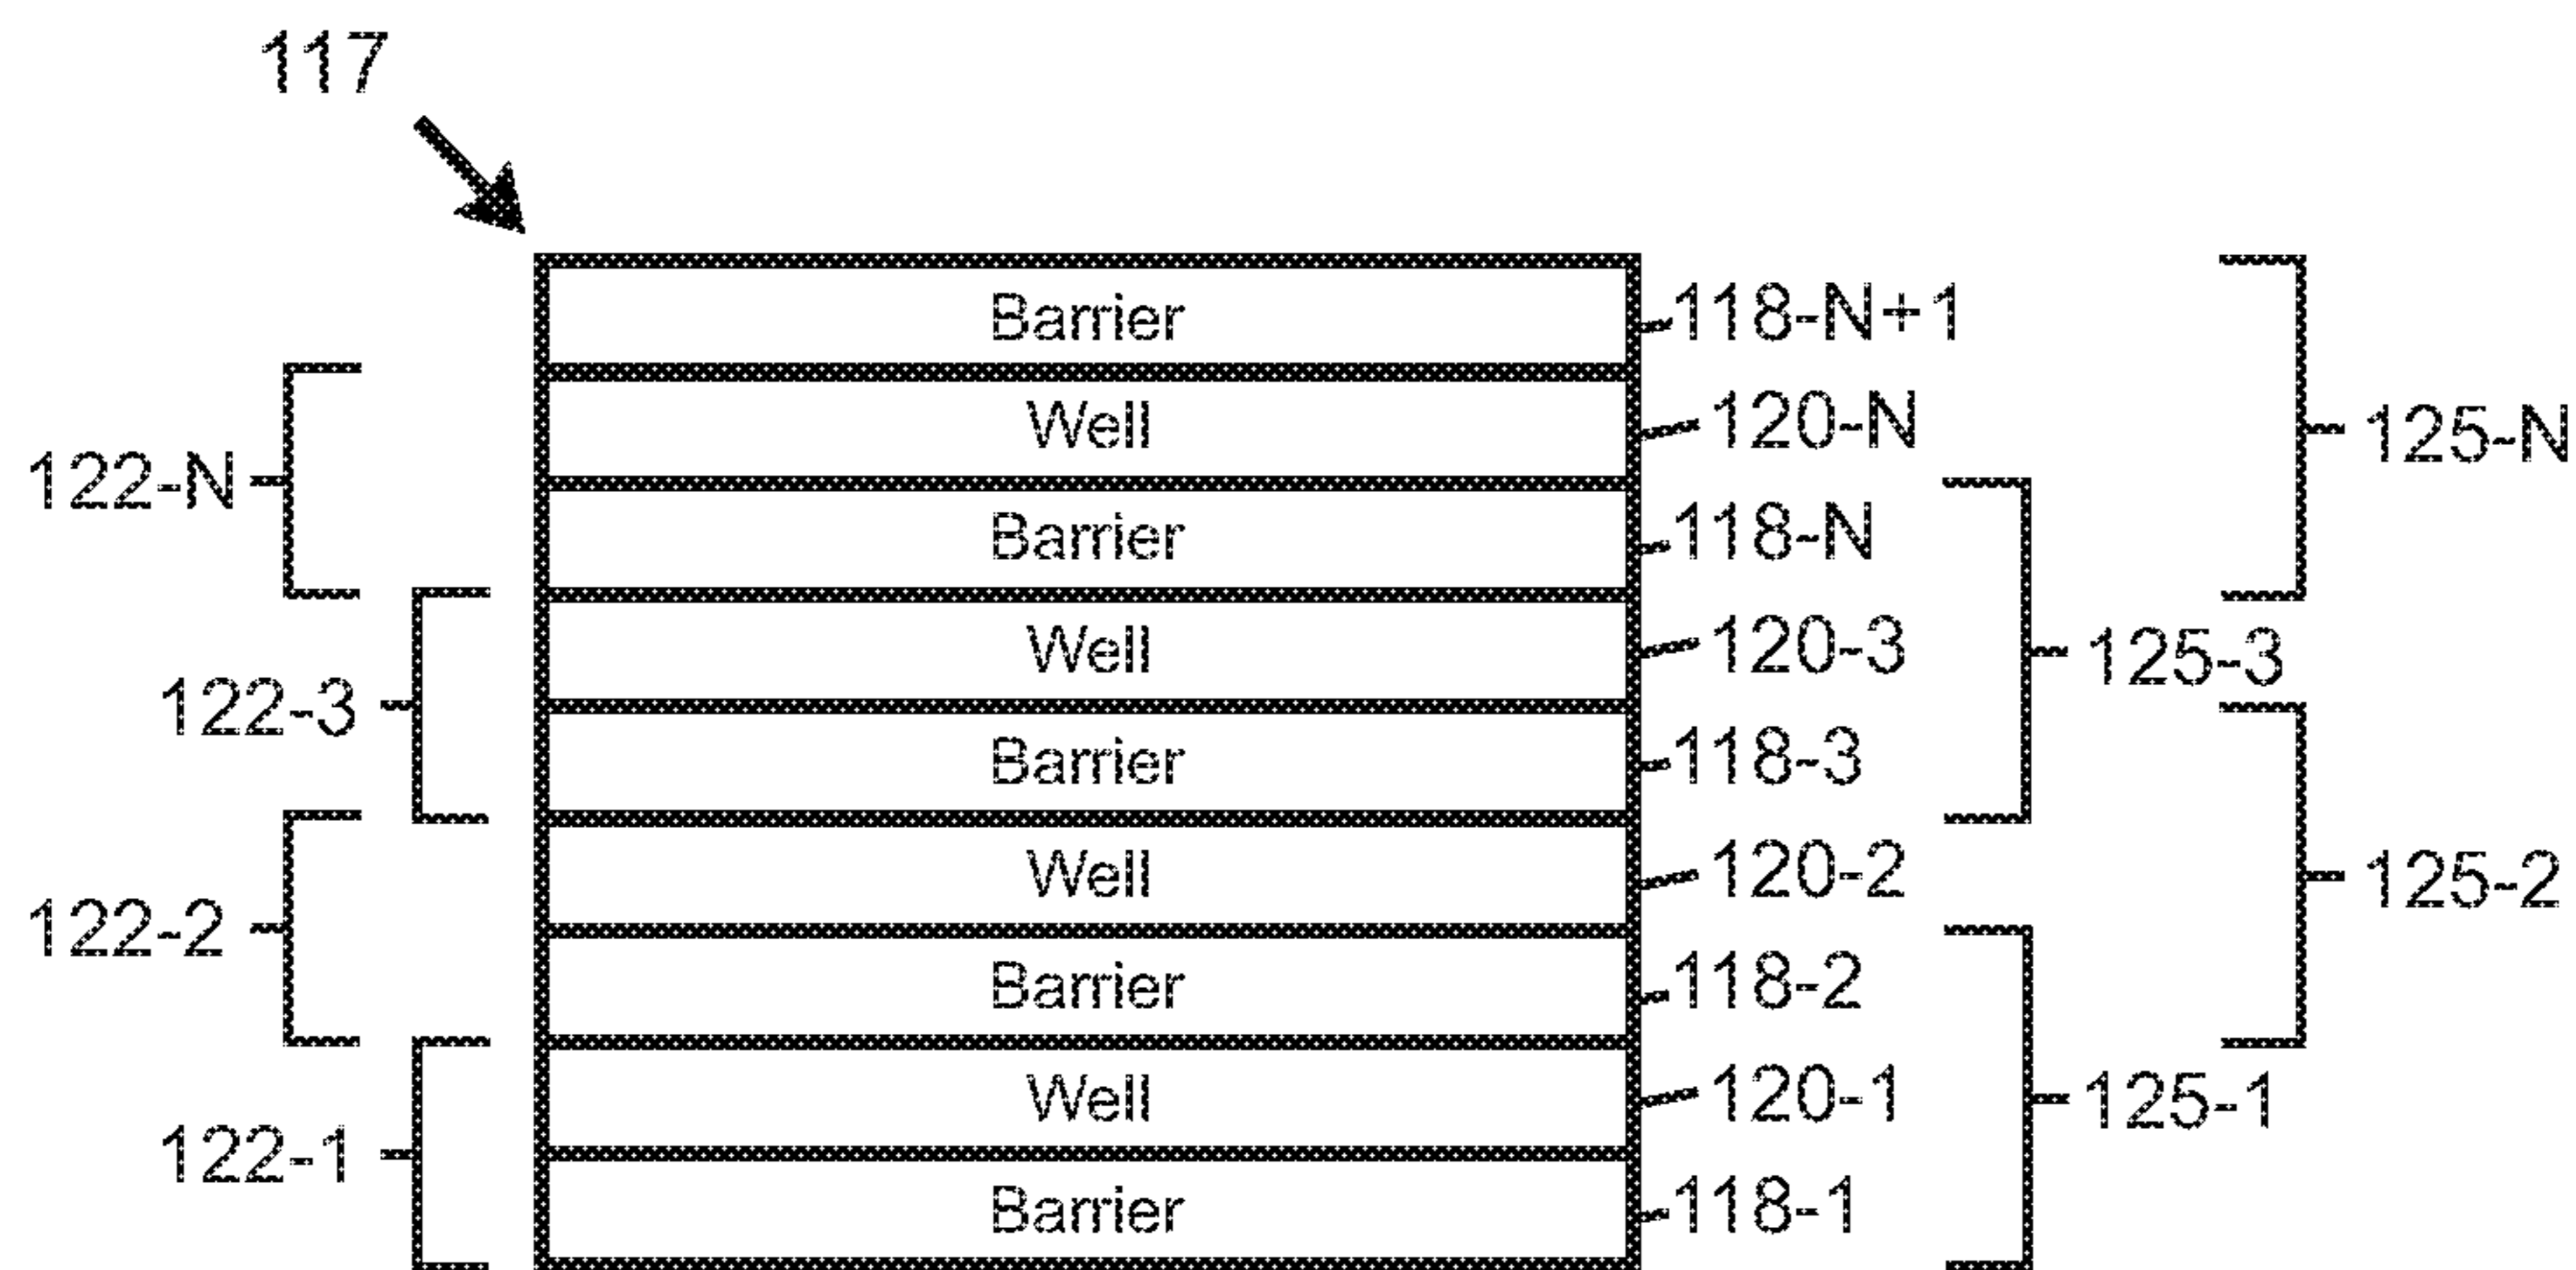 117
Barrier 118-N+1
Well 120-N 125-N
122-N
Barrier 118-N
Well 120-3 125-3
122-3
Barrier 118-3
Well 120-2 125-2
122-2
Barrier 118-2
Well 120-1 125-1
122-1
Barrier 118-1